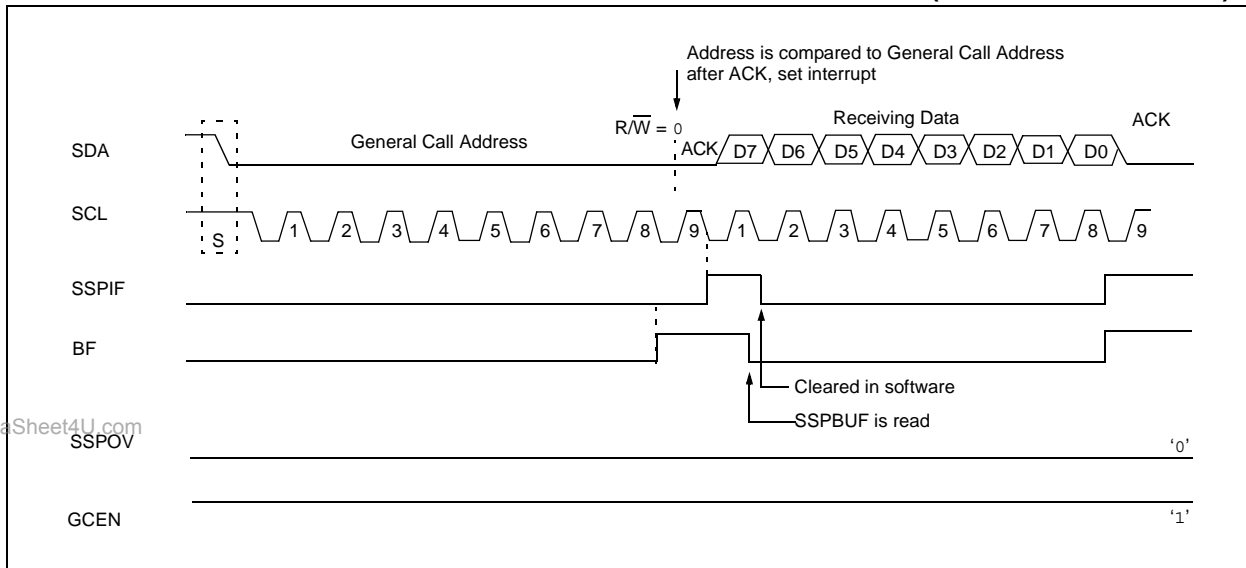 Address is compared to General Call Address
after ACK, set interrupt
R/W̅ = 0
Receiving Data
ACK
SDA
General Call Address
ACK
D7
D6
D5
D4
D3
D2
D1
D0
SCL
S
1
2
3
4
5
6
7
8
9
1
2
3
4
5
6
7
8
9
SSPIF
BF
Cleared in software
SSPBUF is read
aSheet4U.com
SSPOV
‘0’
GCEN
‘1’